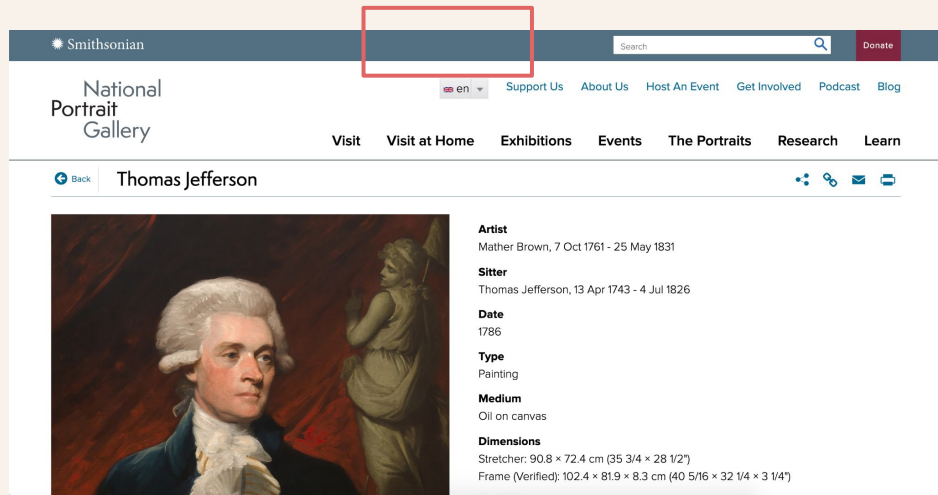 Smithsonian
Search
Donate
National
Portrait
Gallery
en
Support Us About Us Host An Event Get Involved Podcast Blog
Visit Visit at Home Exhibitions Events The Portraits Research Learn
Back
Thomas Jefferson
Artist
Mather Brown, 7 Oct 1761 - 25 May 1831
Sitter
Thomas Jefferson, 13 Apr 1743 - 4 Jul 1826
Date
1786
Type
Painting
Medium
Oil on canvas
Dimensions
Stretcher: 90.8 × 72.4 cm (35 3/4 × 28 1/2")
Frame (Verified): 102.4 × 81.9 × 8.3 cm (40 5/16 × 32 1/4 × 3 1/4")